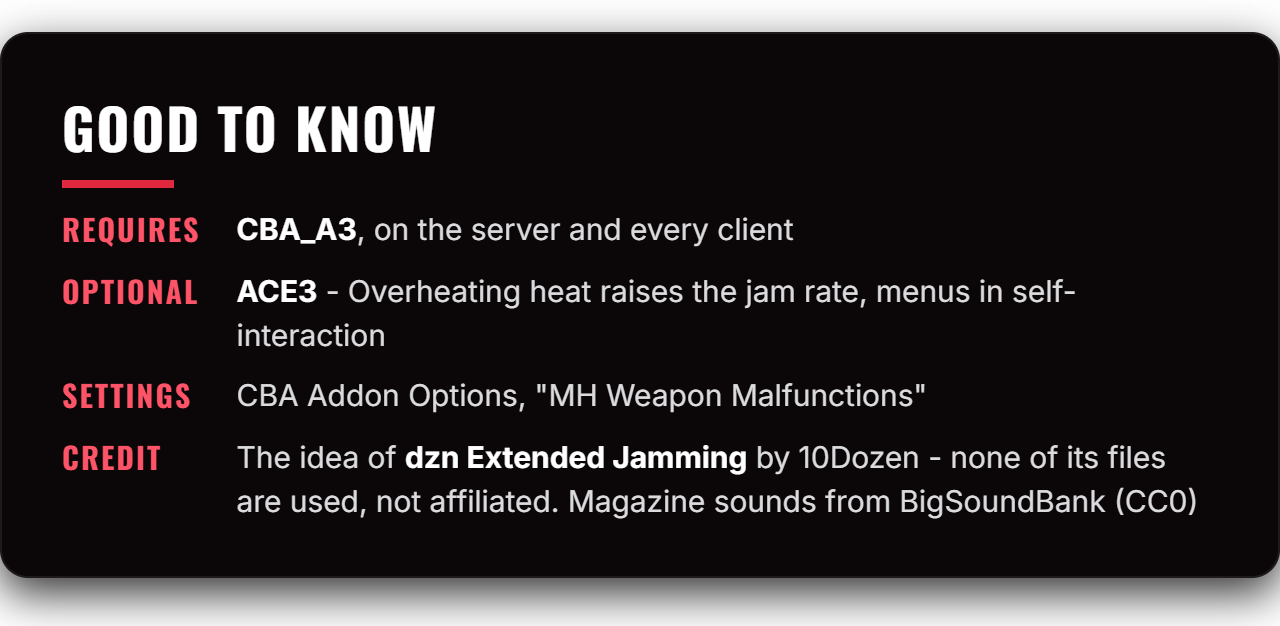 GOOD TO KNOW
REQUIRES CBA_A3, on the server and every client
OPTIONAL ACE3 - Overheating heat raises the jam rate, menus in self-
interaction
SETTINGS CBA Addon Options, "MH Weapon Malfunctions"
CREDIT The idea of dzn Extended Jamming by 10Dozen - none of its files
are used, not affiliated. Magazine sounds from BigSoundBank (CC0)